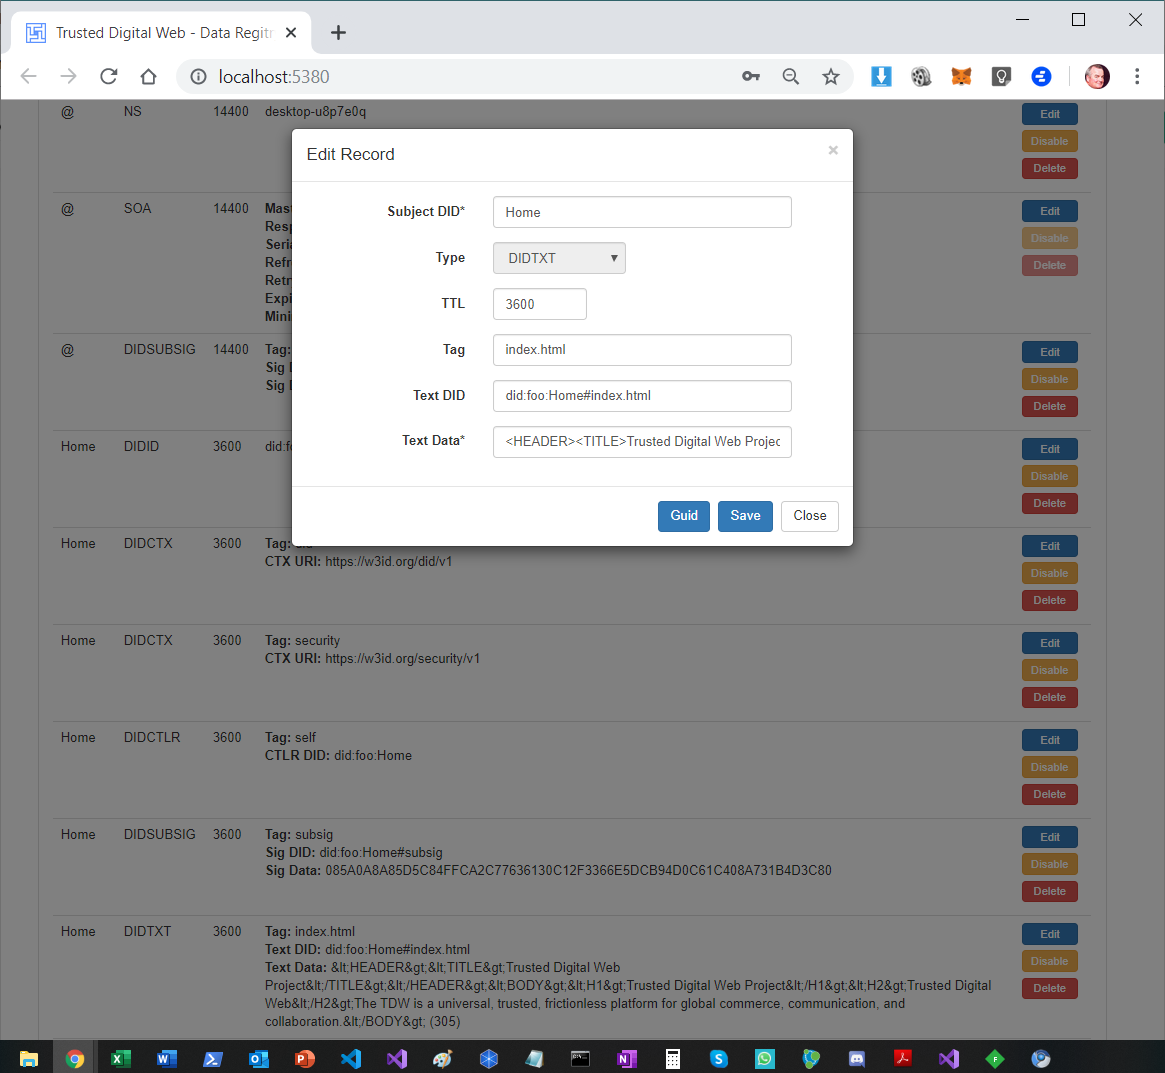 Trusted Digital Web - Data Regitr
localhost:5380
@ NS 14400 desktop-u8p7e0q Edit
Disable
Delete
Edit Record ×
Subject DID* Home
Type DIDTXT
TTL 3600
Tag index.html
Text DID did:foo:Home#index.html
Text Data* <HEADER><TITLE>Trusted Digital Web Projec
Guid Save Close
@ SOA 14400 Mast Edit
Resp
Seria Disable
Refr Delete
Retr
Expi
Mini
@ DIDSUBSIG 14400 Tag: Edit
Sig Disable
Sig Delete
Home DIDID 3600 did:f Edit
Disable
Delete
Home DIDCTX 3600 Tag: Edit
CTX URI: https://w3id.org/did/v1
Disable
Delete
Home DIDCTX 3600 Tag: security Edit
CTX URI: https://w3id.org/security/v1
Disable
Delete
Home DIDCTLR 3600 Tag: self Edit
CTLR DID: did:foo:Home
Disable
Delete
Home DIDSUBSIG 3600 Tag: subsig Edit
Sig DID: did:foo:Home#subsig
Disable
Sig Data: 085A0A8A85D5C84FFCA2C77636130C12F3366E5DCB94D0C61C408A731B4D3C80
Delete
Home DIDTXT 3600 Tag: index.html Edit
Text DID: did:foo:Home#index.html
Disable
Text Data: &lt;HEADER&gt;&lt;TITLE&gt;Trusted Digital Web
Project&lt;/TITLE&gt;&lt;/HEADER&gt;&lt;BODY&gt;&lt;H1&gt;Trusted Digital Web Project&lt;/H1&gt;&lt;H2&gt;Trusted Digital
Delete
Web&lt;/H2&gt;The TDW is a universal, trusted, frictionless platform for global commerce, communication, and
collaboration.&lt;/BODY&gt; (305)